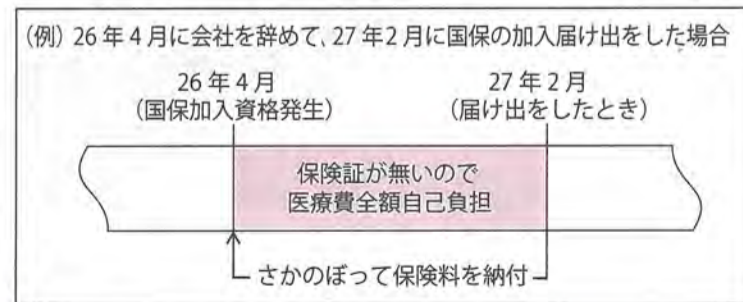 (例) 26年4月に会社を辞めて、27年2月に国保の加入届け出をした場合
26年4月
(国保加入資格発生)
27年2月
(届け出をしたとき)
保険証が無いので
医療費全額自己負担
さかのぼって保険料を納付